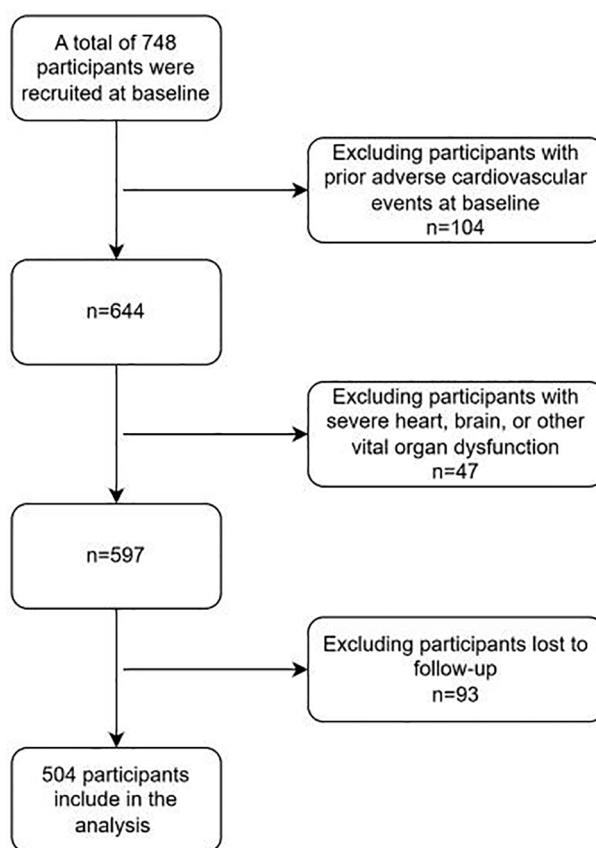 A total of 748
participants were
recruited at baseline
Excluding participants with
prior adverse cardiovascular
events at baseline
n=104
n=644
Excluding participants with
severe heart, brain, or other
vital organ dysfunction
n=47
n=597
Excluding participants lost to
follow-up
n=93
504 participants
include in the
analysis